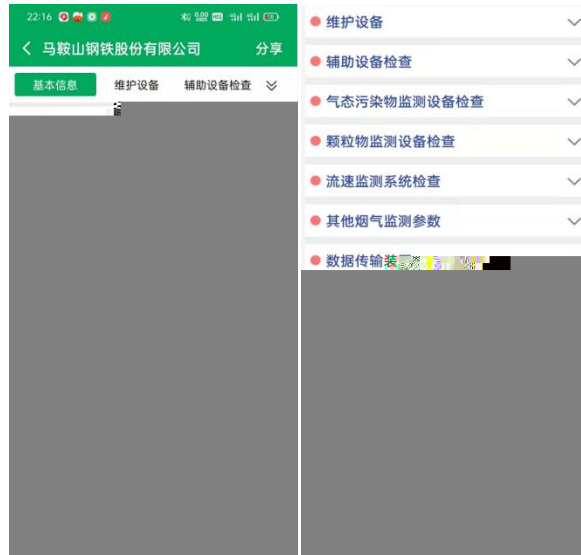 22:16
马鞍山钢铁股份有限公司
分享
基本信息 维护设备 辅助设备检查
维护设备
辅助设备检查
气态污染物监测设备检查
颗粒物监测设备检查
流速监测系统检查
其他烟气监测参数
数据传输装